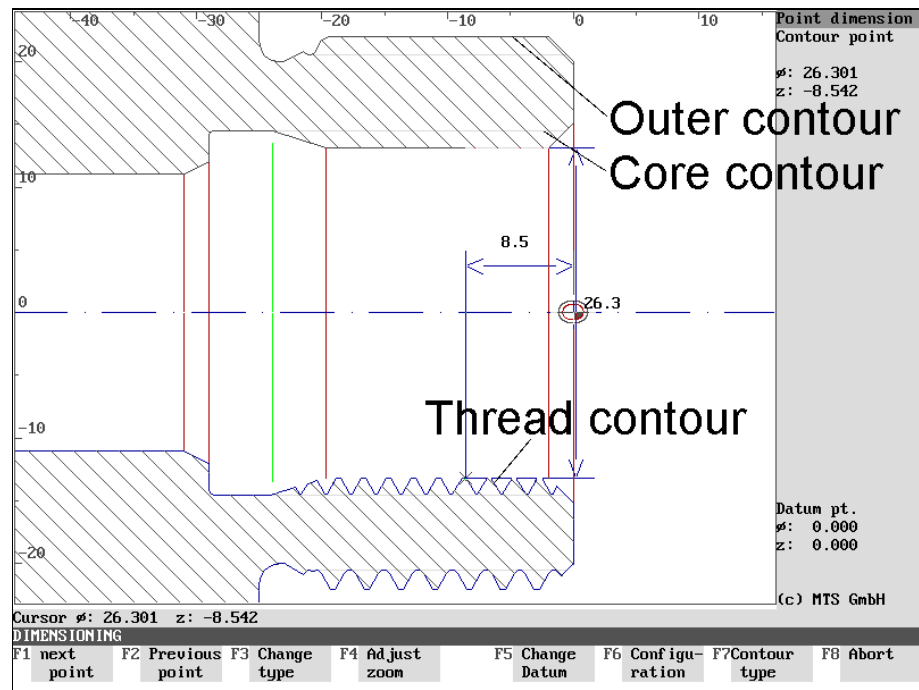 -40 -30 -20 -10 0 10
Point dimension
Contour point
ø: 26.301
z: -8.542
20
Outer contour
Core contour
10
8.5
0
26.3
Thread contour
-10
Datum pt.
ø: 0.000
z: 0.000
-20
(c) MTS GmbH
Cursor ø: 26.301 z: -8.542
DIMENSIONING
F1 next point F2 Previous point F3 Change type F4 Adjust zoom F5 Change Datum F6 Configu-ration F7 Contour type F8 Abort